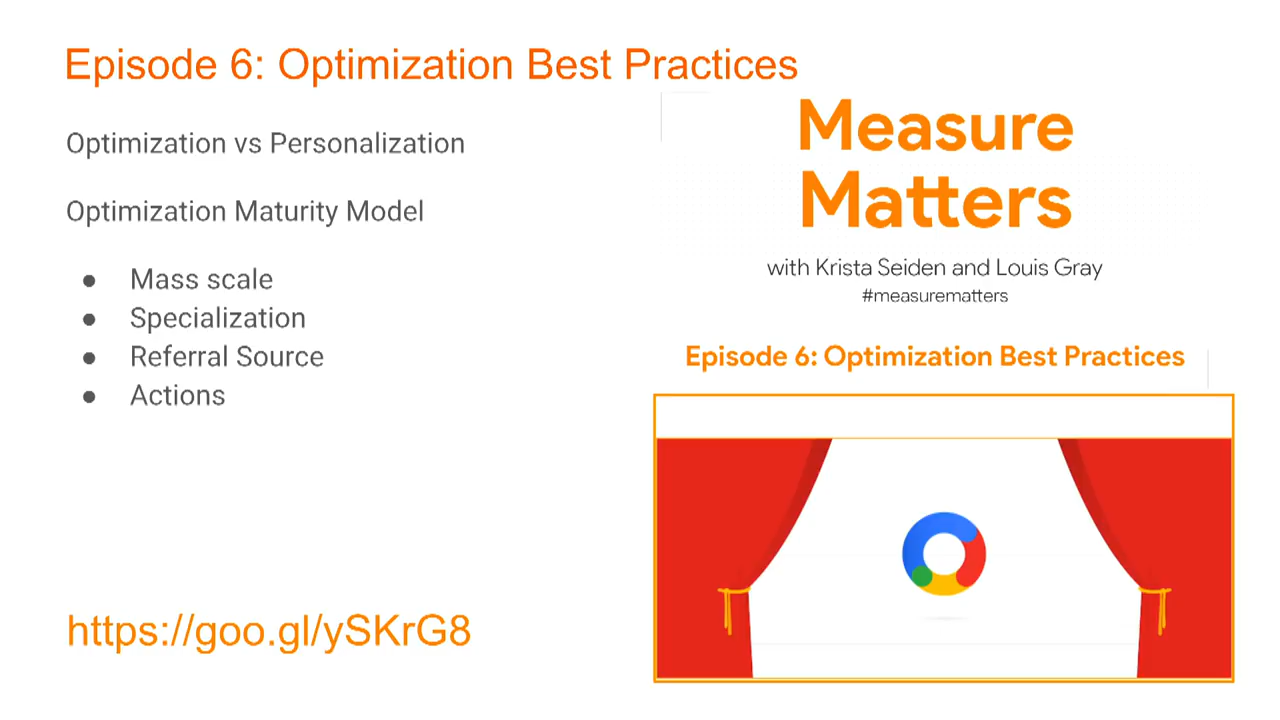 Episode 6: Optimization Best Practices
Optimization vs Personalization
Optimization Maturity Model
● Mass scale
● Specialization
● Referral Source
● Actions
https://goo.gl/ySKrG8
Measure
Matters
with Krista Seiden and Louis Gray
#measurematters
Episode 6: Optimization Best Practices